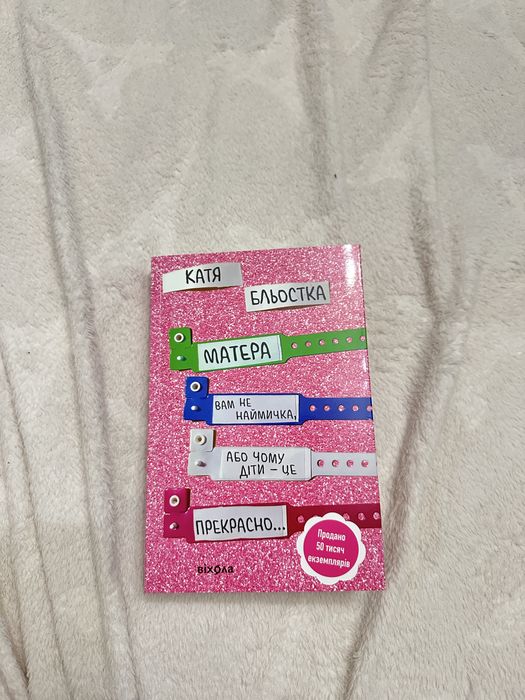 КАТЯ
БЛЬОСТКА
МАТЕРА
ВАМ НЕ
НАЙМИЧКА,
АБО ЧОМУ
ДІТИ – ЦЕ
ПРЕКРАСНО...
Продано
50 тисяч
екземплярів
віхола